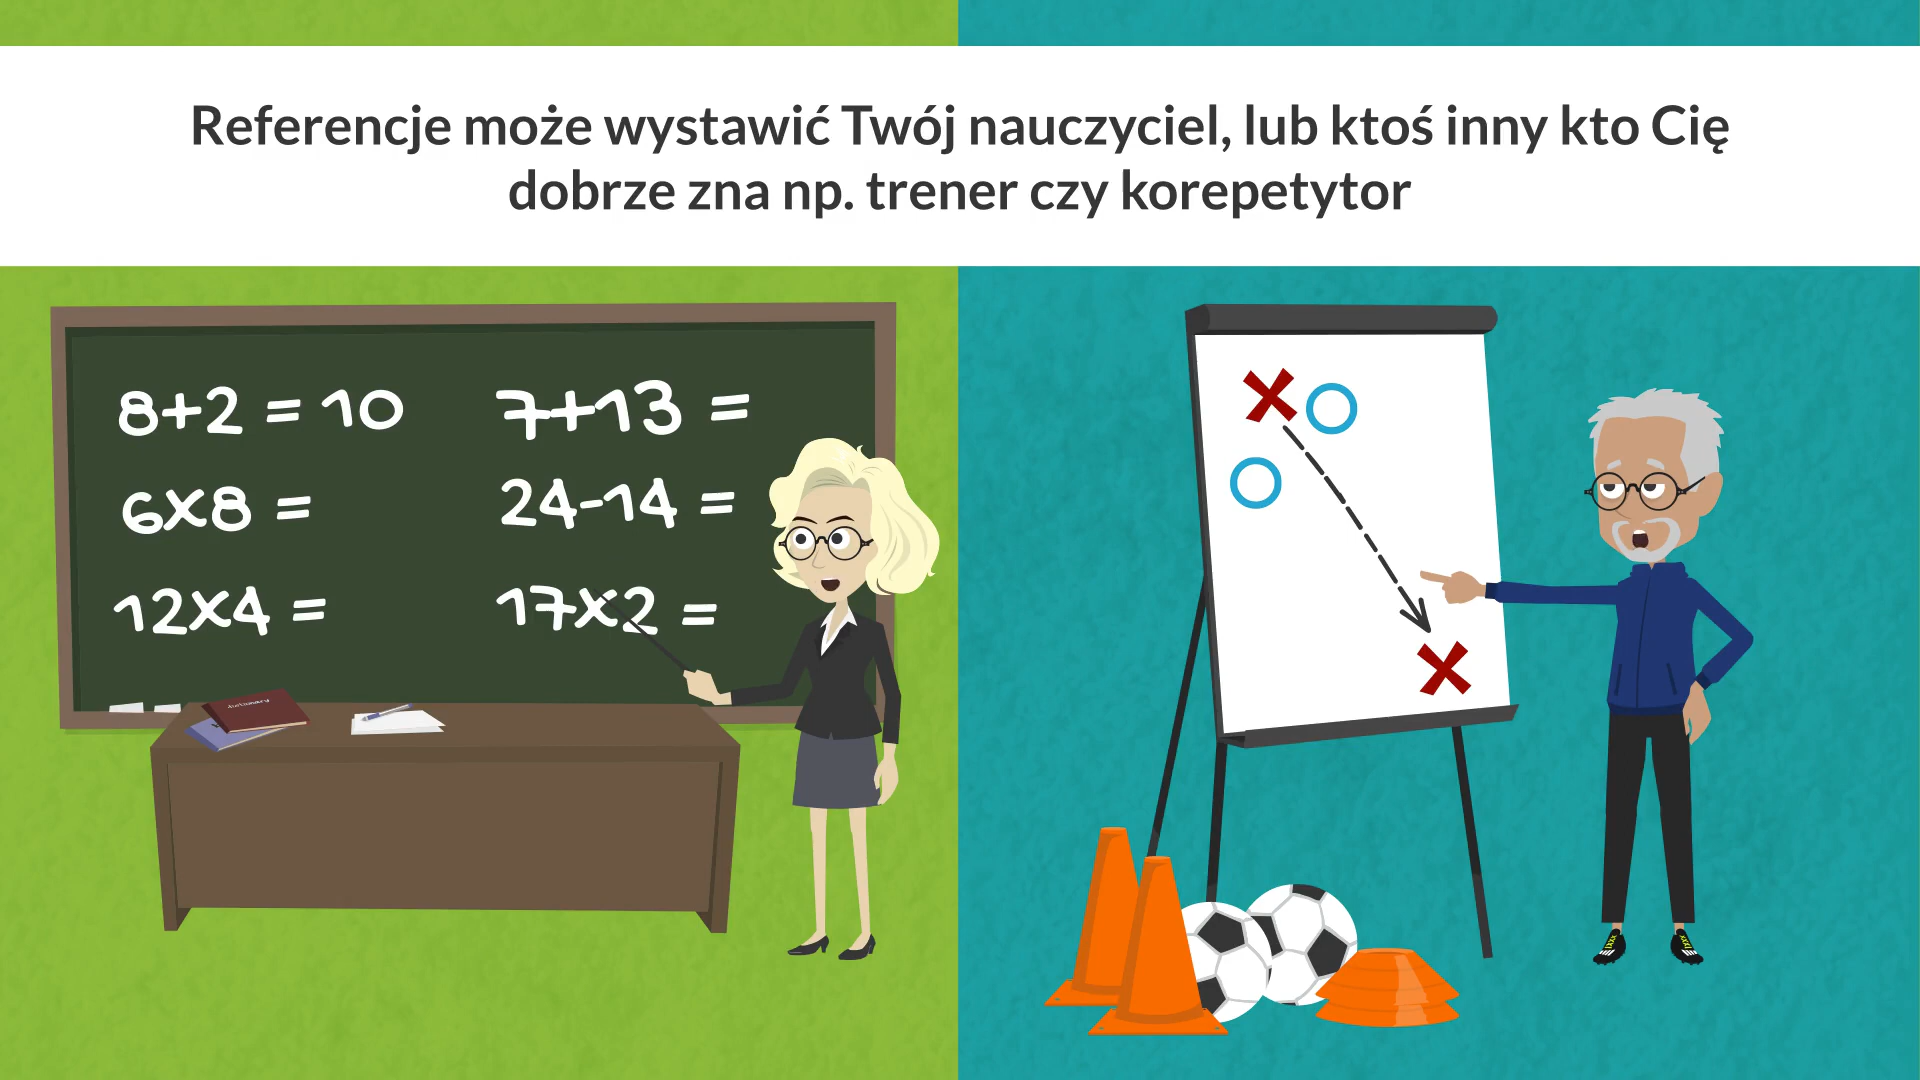 Referencje może wystawić Twój nauczyciel, lub ktoś inny kto Cię
dobrze zna np. trener czy korepetytor
8+2 = 10
6x8 =
12x4 =
7+13 =
24-14 =
17x2 =
dictionary